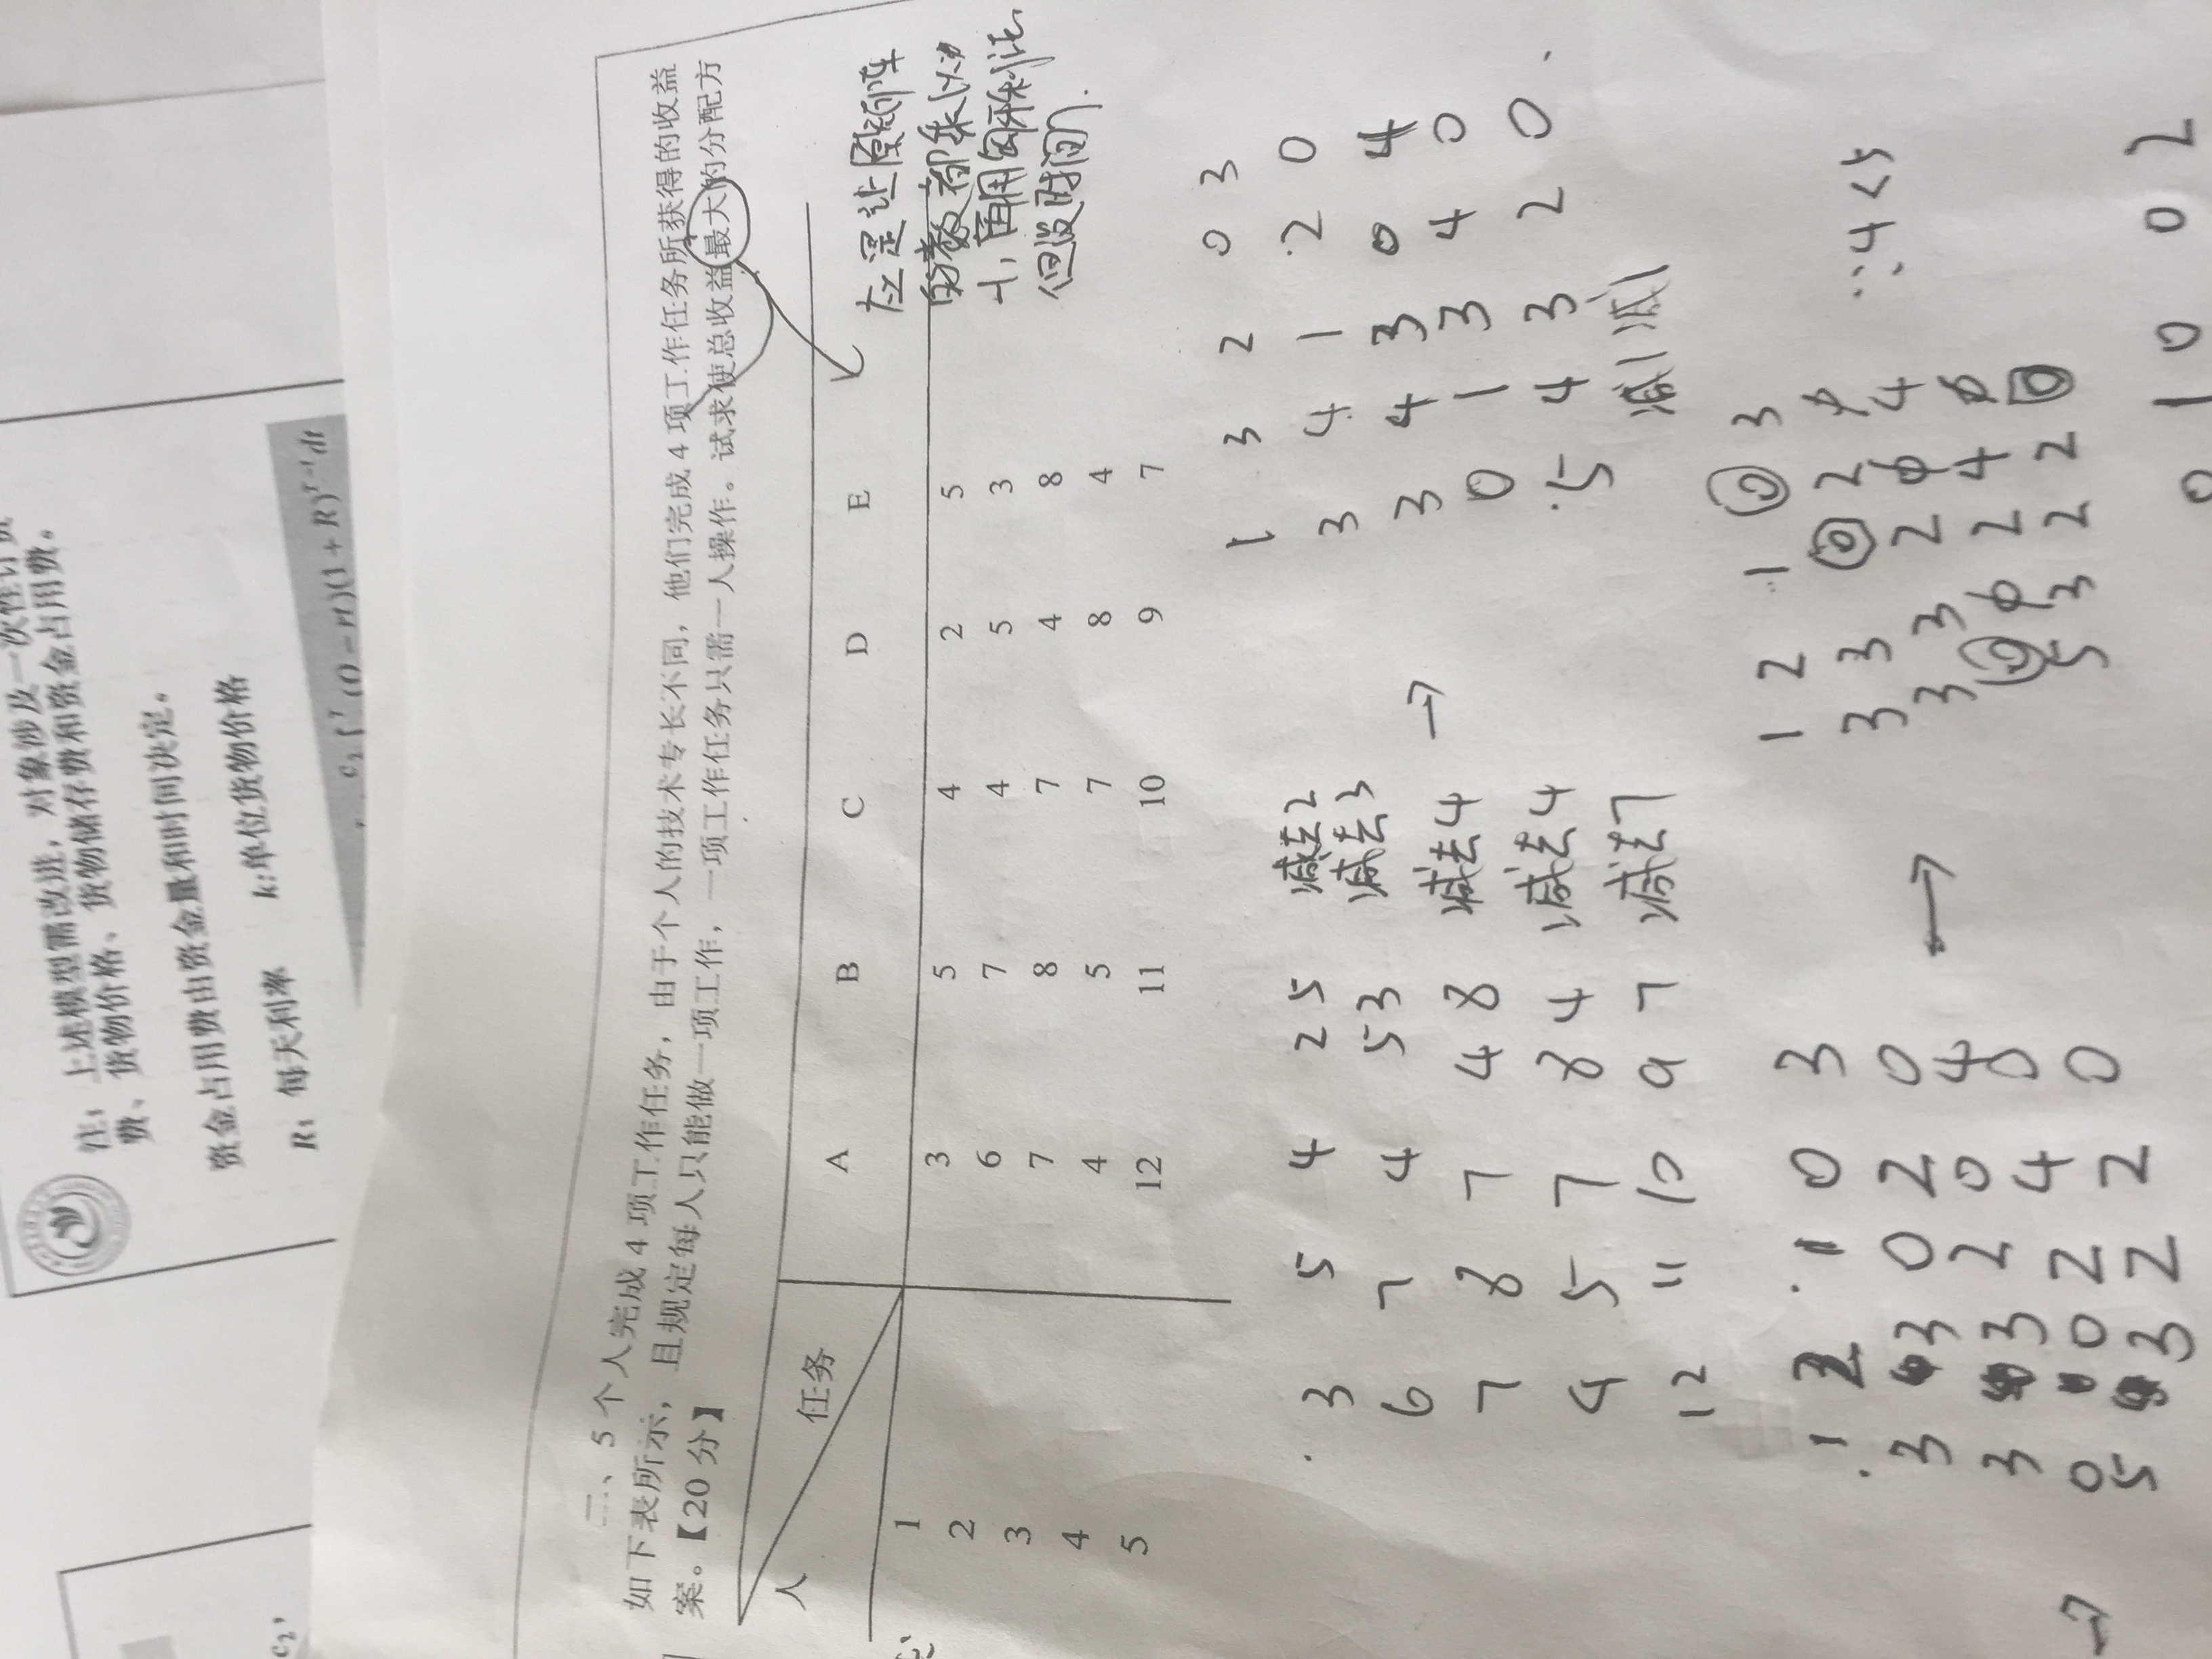 注：上述模型需改进，对象涉及一次性订货
费、货物价格、货物储存费和资金占用费。
资金占用费由资金量和时间决定。
R：每天利率 k:单位货物价格
c₂,
c₂ ∫ᵀ (Q − rt)(1 + R)ᵀ⁻ᵗ dt
二、5 个人完成 4 项工作任务，由于个人的技术专长不同，他们完成 4 项工作任务所获得的收益
如下表所示，且规定每人只能做一项工作，一项工作任务只需一人操作。试求使总收益最大的分配方
案。【20 分】
人 任务 A B C D E
1 3 5 4 2 5
2 6 7 4 5 3
3 7 8 7 4 8
4 4 5 7 8 4
5 12 11 10 9 7
应是让原矩阵
的数都乘以
-1，再用匈牙利法，
但没时间了.
3 5 4 2 5 减去2
6 7 4 5 3 减去3
7 8 7 4 8 减去4
4 5 7 8 4 减去4
12 11 10 9 7 减去7
→
1 3 2 0 3
3 4 1 2 0
3 4 3 0 4
0 1 3 4 0
5 4 3 2 0
减1 减1
→
1 2 1 0 3
3 3 0 2 0
3 3 2 0 4
0 0 2 4 0
5 3 2 2 0
→
1 2 1 0 3
3 3 0 2 0
3 3 2 0 4
0 0 2 4 0
5 3 2 2 0
∵4<5
0 1 0 0 2